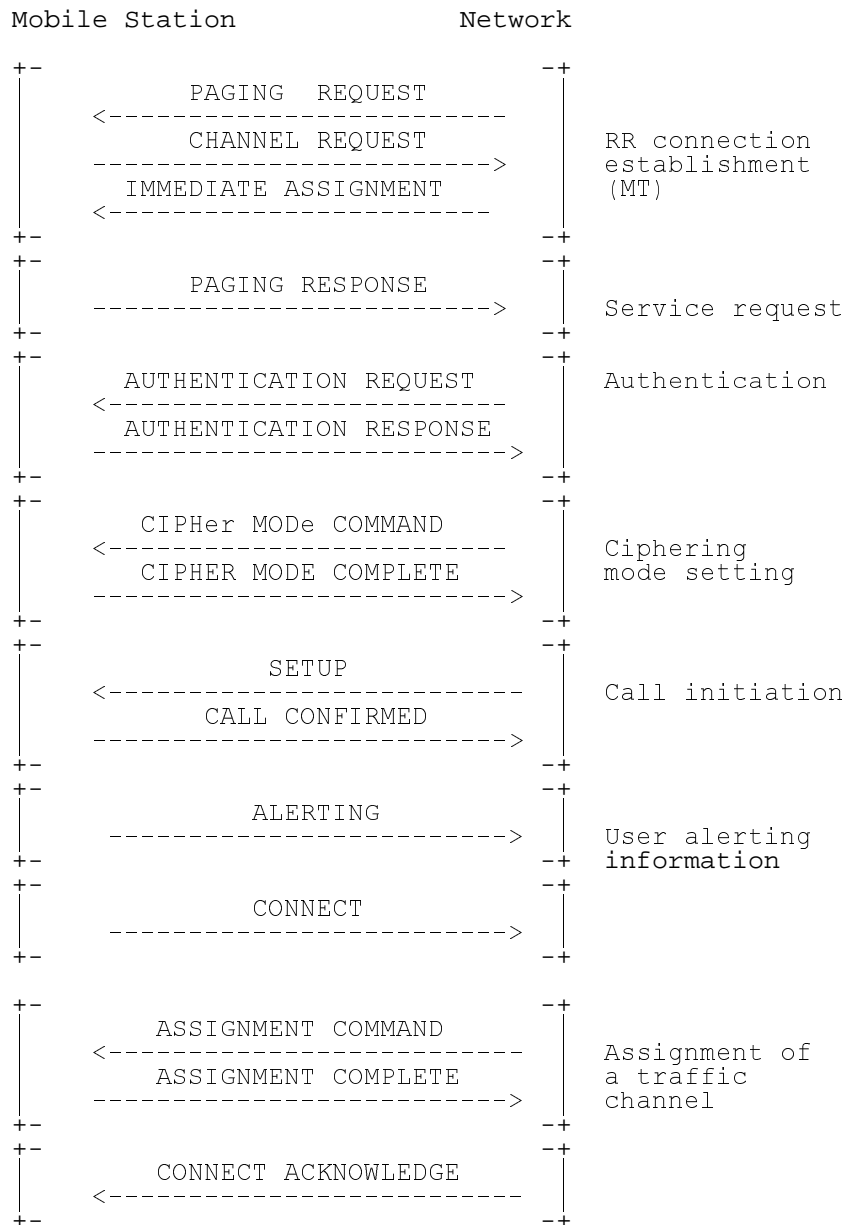 Mobile Station Network
PAGING REQUEST
CHANNEL REQUEST
RR connection
establishment
(MT)
IMMEDIATE ASSIGNMENT
PAGING RESPONSE
Service request
AUTHENTICATION REQUEST
Authentication
AUTHENTICATION RESPONSE
CIPHer MODe COMMAND
CIPHER MODE COMPLETE
Ciphering
mode setting
SETUP
Call initiation
CALL CONFIRMED
ALERTING
User alerting
information
CONNECT
ASSIGNMENT COMMAND
ASSIGNMENT COMPLETE
Assignment of
a traffic
channel
CONNECT ACKNOWLEDGE